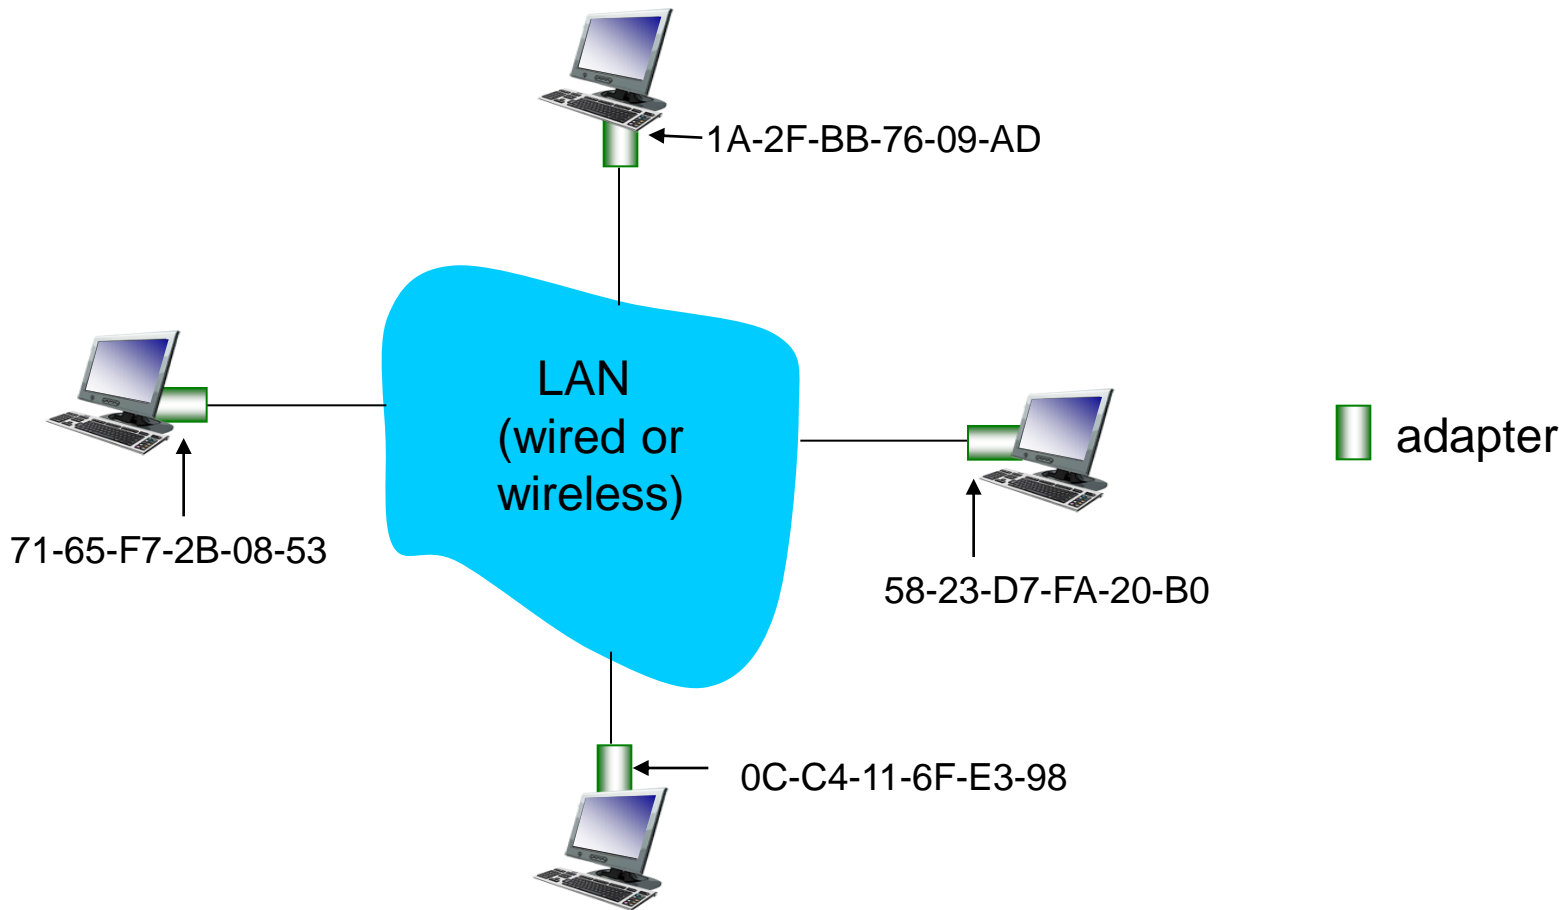 1A-2F-BB-76-09-AD
LAN
(wired or
wireless)
adapter
71-65-F7-2B-08-53
58-23-D7-FA-20-B0
0C-C4-11-6F-E3-98